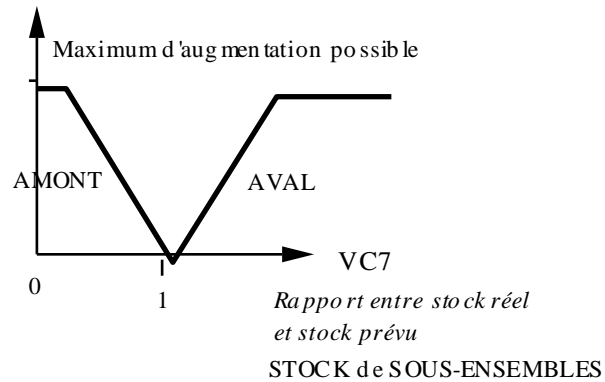 Maximum d'augmentation possible
AMONT
AVAL
VC7
0
1
Rapport entre stock réel
et stock prévu
STOCK de SOUS-ENSEMBLES